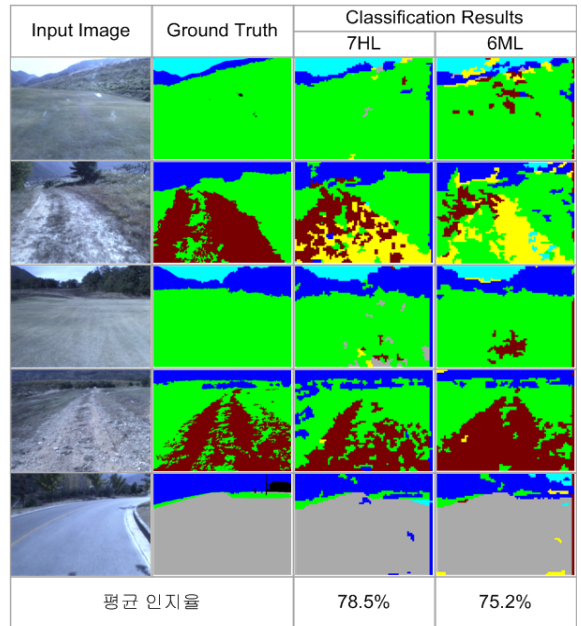 Input Image
Ground Truth
Classification Results
7HL
6ML
평균 인지율
78.5%
75.2%